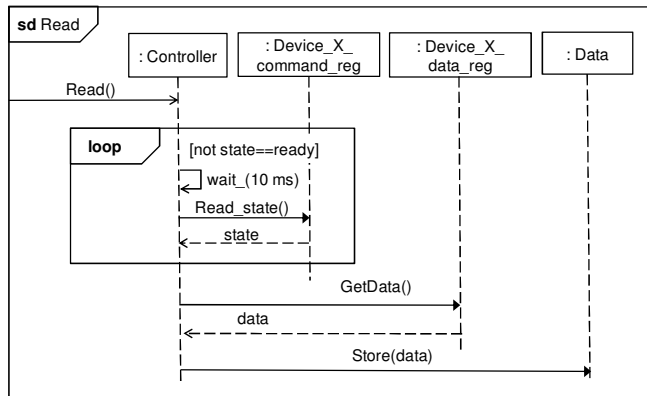 sd Read
: Controller
: Device_X_
command_reg
: Device_X_
data_reg
: Data
Read()
loop
[not state==ready]
wait_(10 ms)
Read_state()
state
GetData()
data
Store(data)